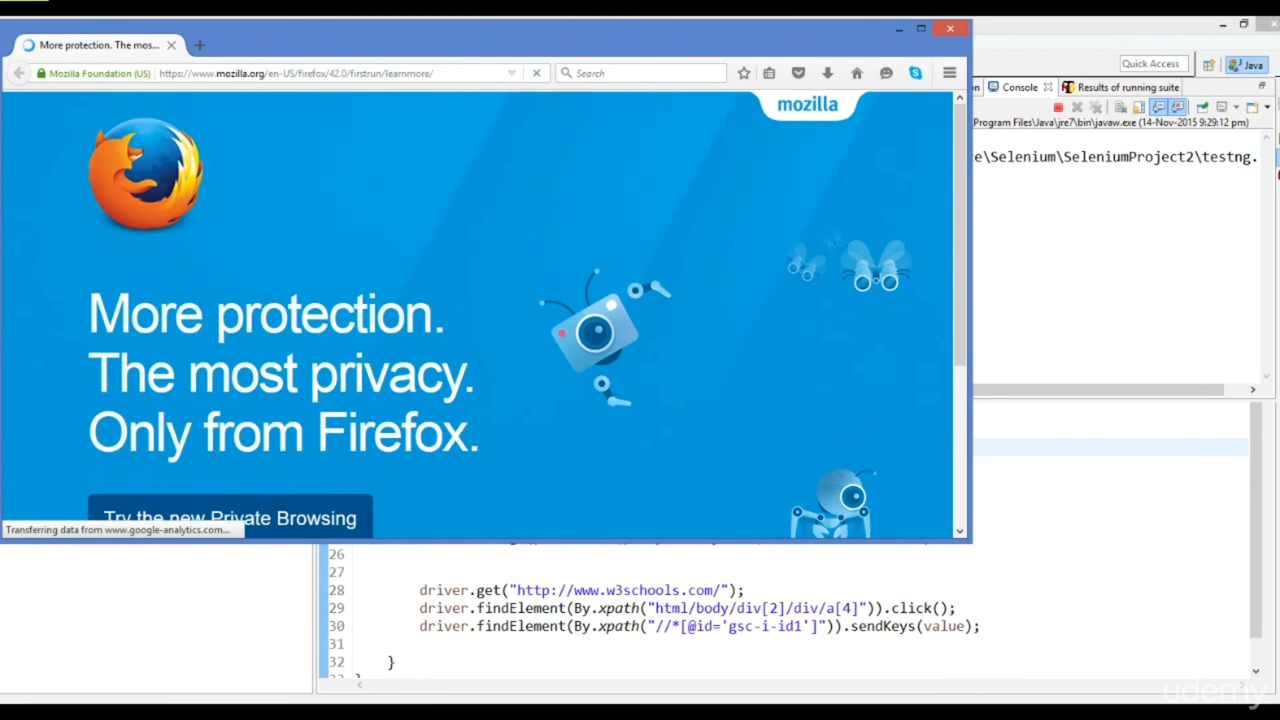 More protection. The mos...
Mozilla Foundation (US)
https://www.mozilla.org/en-US/firefox/42.0/firstrun/learnmore/
Search
mozilla
More protection.
The most privacy.
Only from Firefox.
Try the new Private Browsing
Transferring data from www.google-analytics.com...
Quick Access
Java
Console
Results of running suite
Program Files\Java\jre7\bin\javaw.exe (14-Nov-2015 9:29:12 pm)
e\Selenium\SeleniumProject2\testng.
26
27
28 driver.get("http://www.w3schools.com/");
29 driver.findElement(By.xpath("html/body/div[2]/div/a[4]")).click();
30 driver.findElement(By.xpath("//*[@id='gsc-i-id1']")).sendKeys(value);
31
32 }
udemy